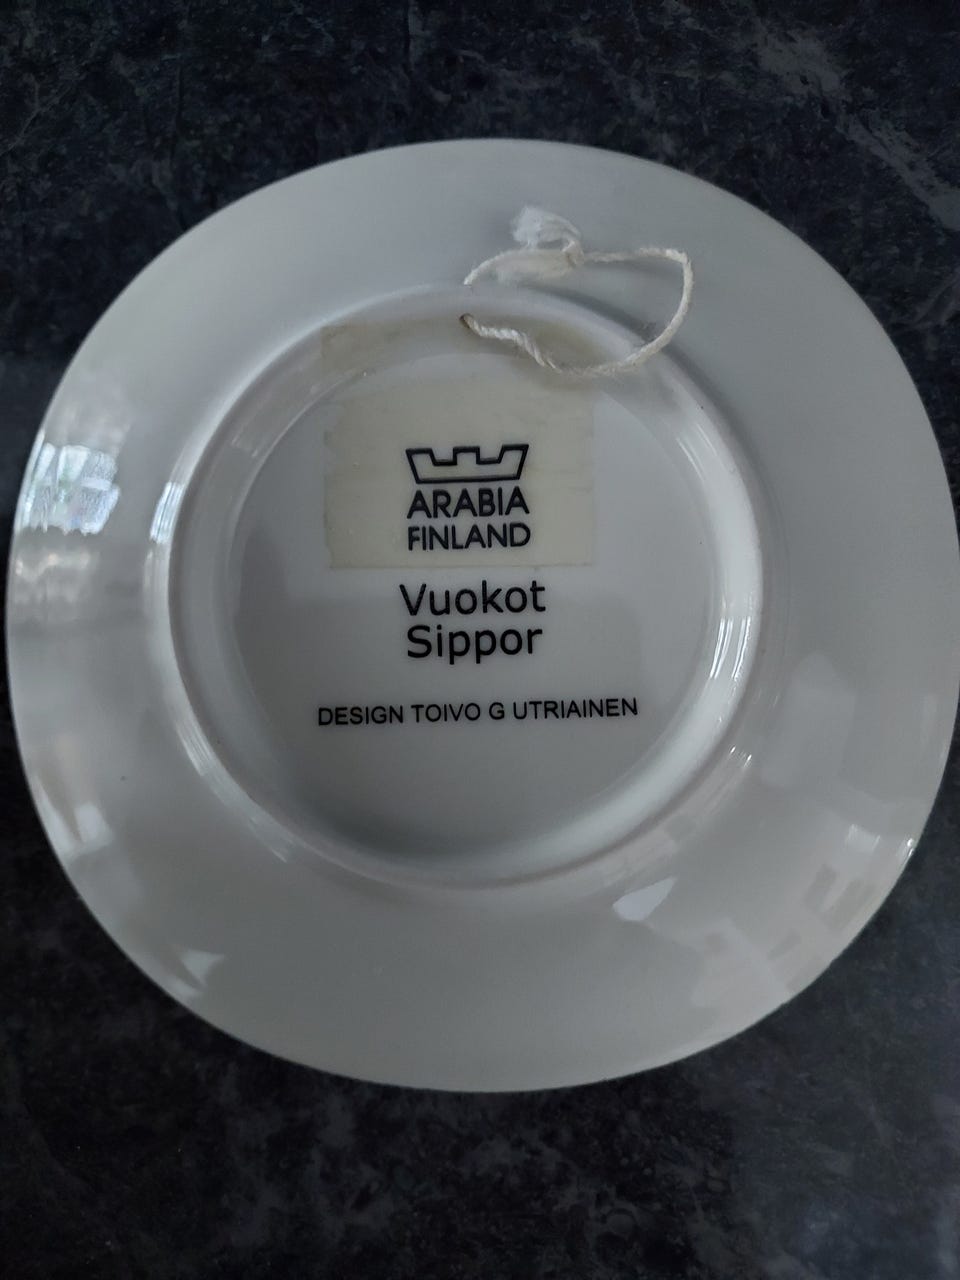 ARABIA
FINLAND
Vuokot
Sippor
DESIGN TOIVO G UTRIAINEN